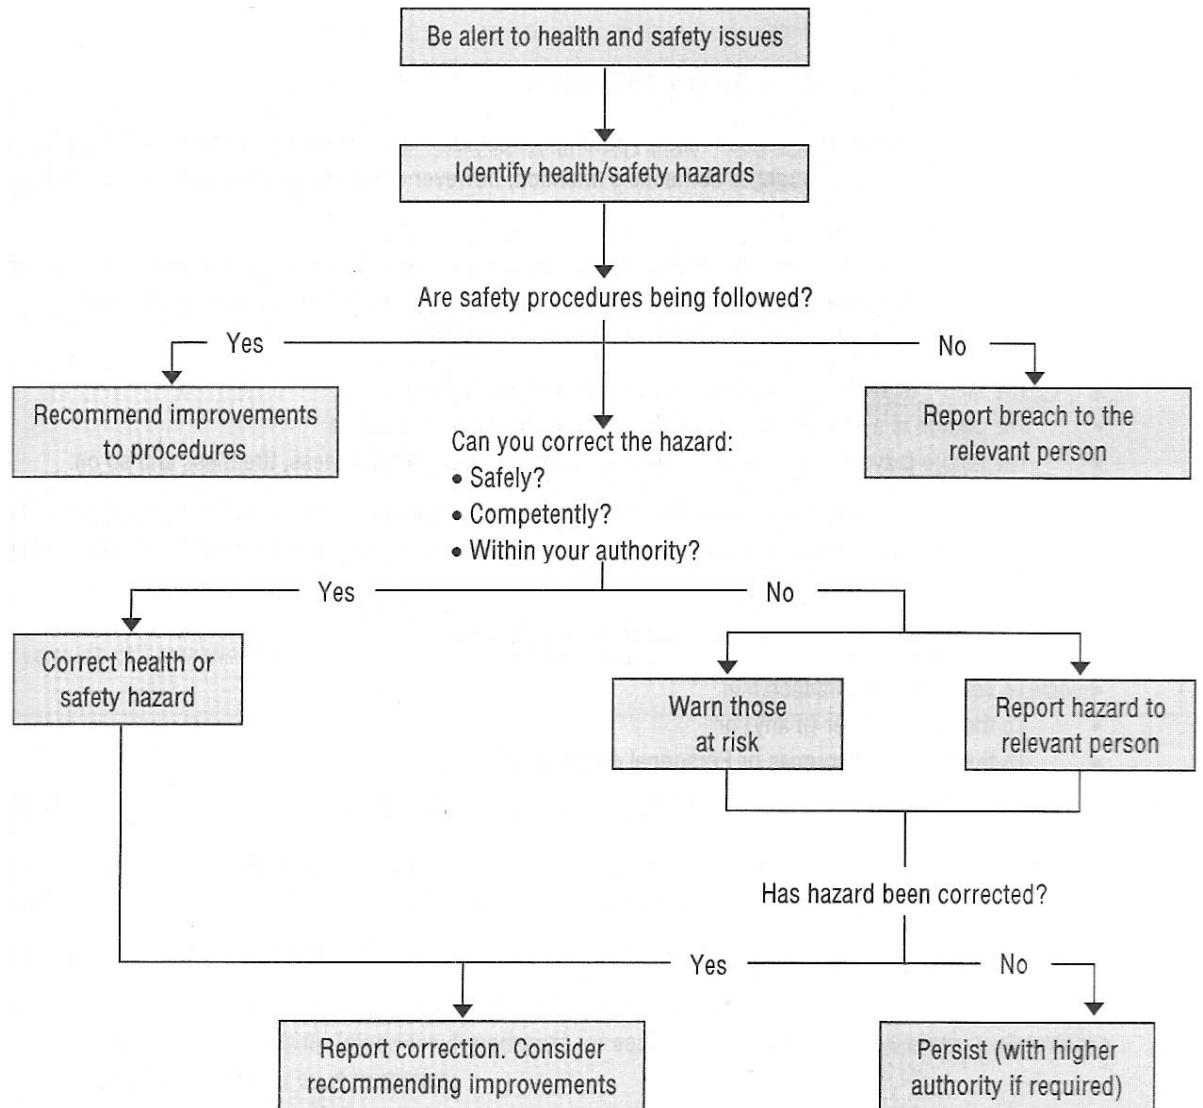 Be alert to health and safety issues
Identify health/safety hazards
Are safety procedures being followed?
Yes
No
Recommend improvements
to procedures
Report breach to the
relevant person
Can you correct the hazard:
• Safely?
• Competently?
• Within your authority?
Yes
No
Correct health or
safety hazard
Warn those
at risk
Report hazard to
relevant person
Has hazard been corrected?
Yes
No
Report correction. Consider
recommending improvements
Persist (with higher
authority if required)